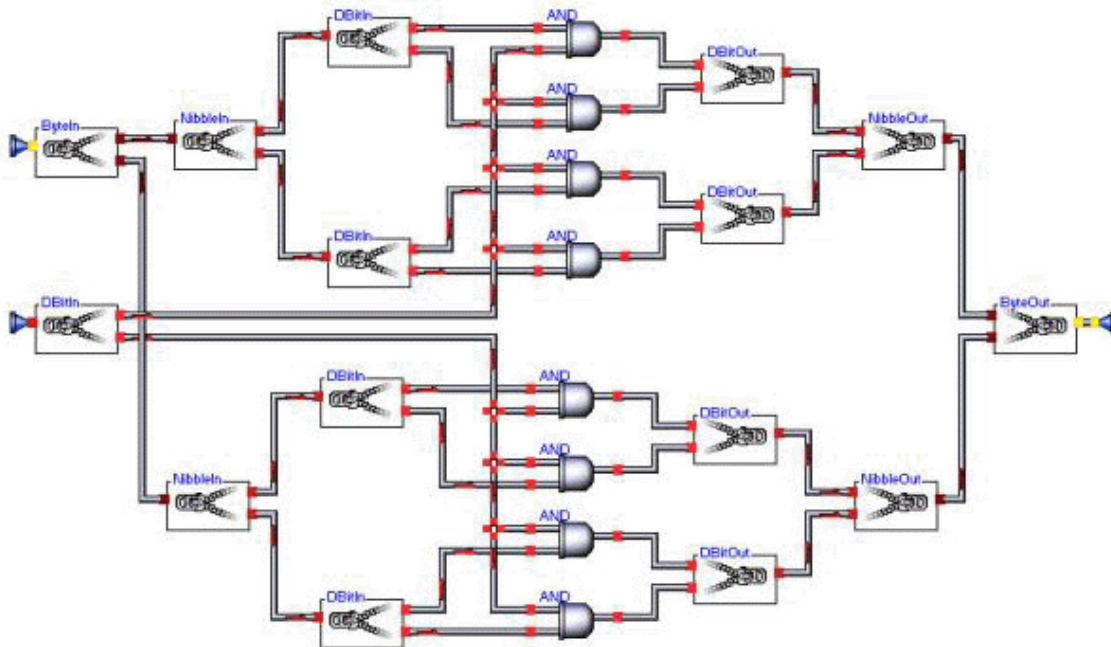 DBitIn
AND
DBitOut
AND
ByteIn
NibbleIn
NibbleOut
AND
DBitOut
DBitIn
AND
DBitIn
ByteOut
DBitIn
AND
DBitOut
AND
NibbleIn
NibbleOut
AND
DBitOut
DBitIn
AND